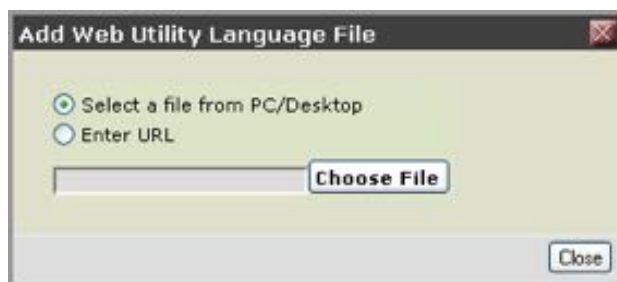 Add Web Utility Language File
Select a file from PC/Desktop
Enter URL
Choose File
Close